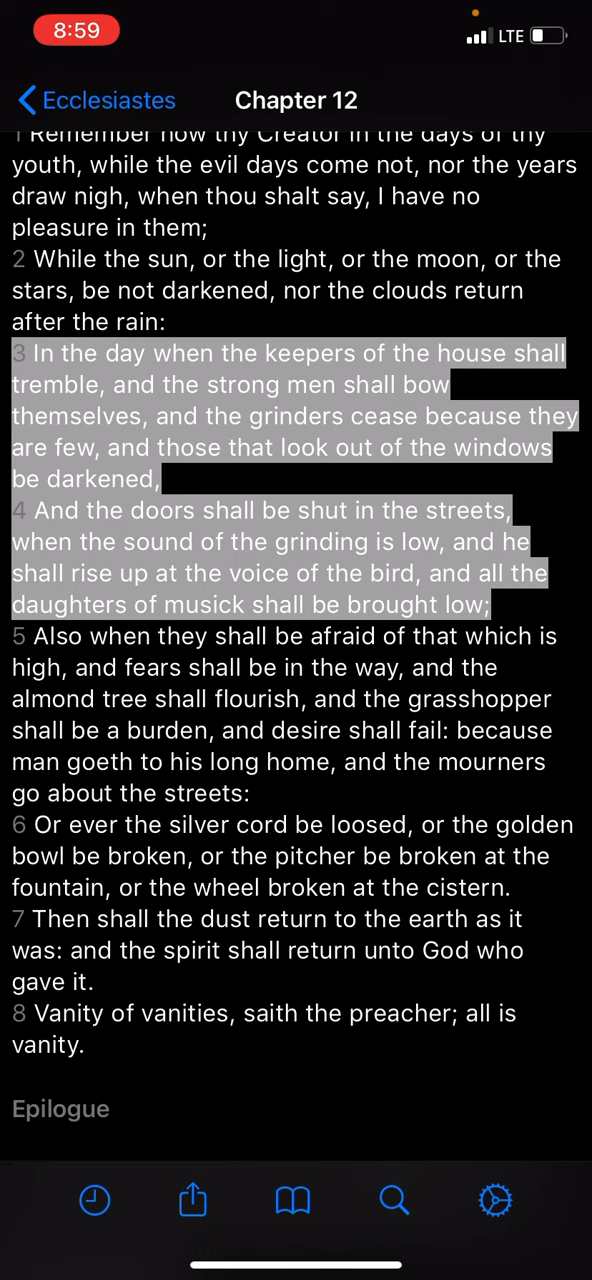 8:59
LTE
Ecclesiastes
Chapter 12
1 Remember now thy Creator in the days of thy
youth, while the evil days come not, nor the years
draw nigh, when thou shalt say, I have no
pleasure in them;
2 While the sun, or the light, or the moon, or the
stars, be not darkened, nor the clouds return
after the rain:
3 In the day when the keepers of the house shall
tremble, and the strong men shall bow
themselves, and the grinders cease because they
are few, and those that look out of the windows
be darkened,
4 And the doors shall be shut in the streets,
when the sound of the grinding is low, and he
shall rise up at the voice of the bird, and all the
daughters of musick shall be brought low;
5 Also when they shall be afraid of that which is
high, and fears shall be in the way, and the
almond tree shall flourish, and the grasshopper
shall be a burden, and desire shall fail: because
man goeth to his long home, and the mourners
go about the streets:
6 Or ever the silver cord be loosed, or the golden
bowl be broken, or the pitcher be broken at the
fountain, or the wheel broken at the cistern.
7 Then shall the dust return to the earth as it
was: and the spirit shall return unto God who
gave it.
8 Vanity of vanities, saith the preacher; all is
vanity.
Epilogue